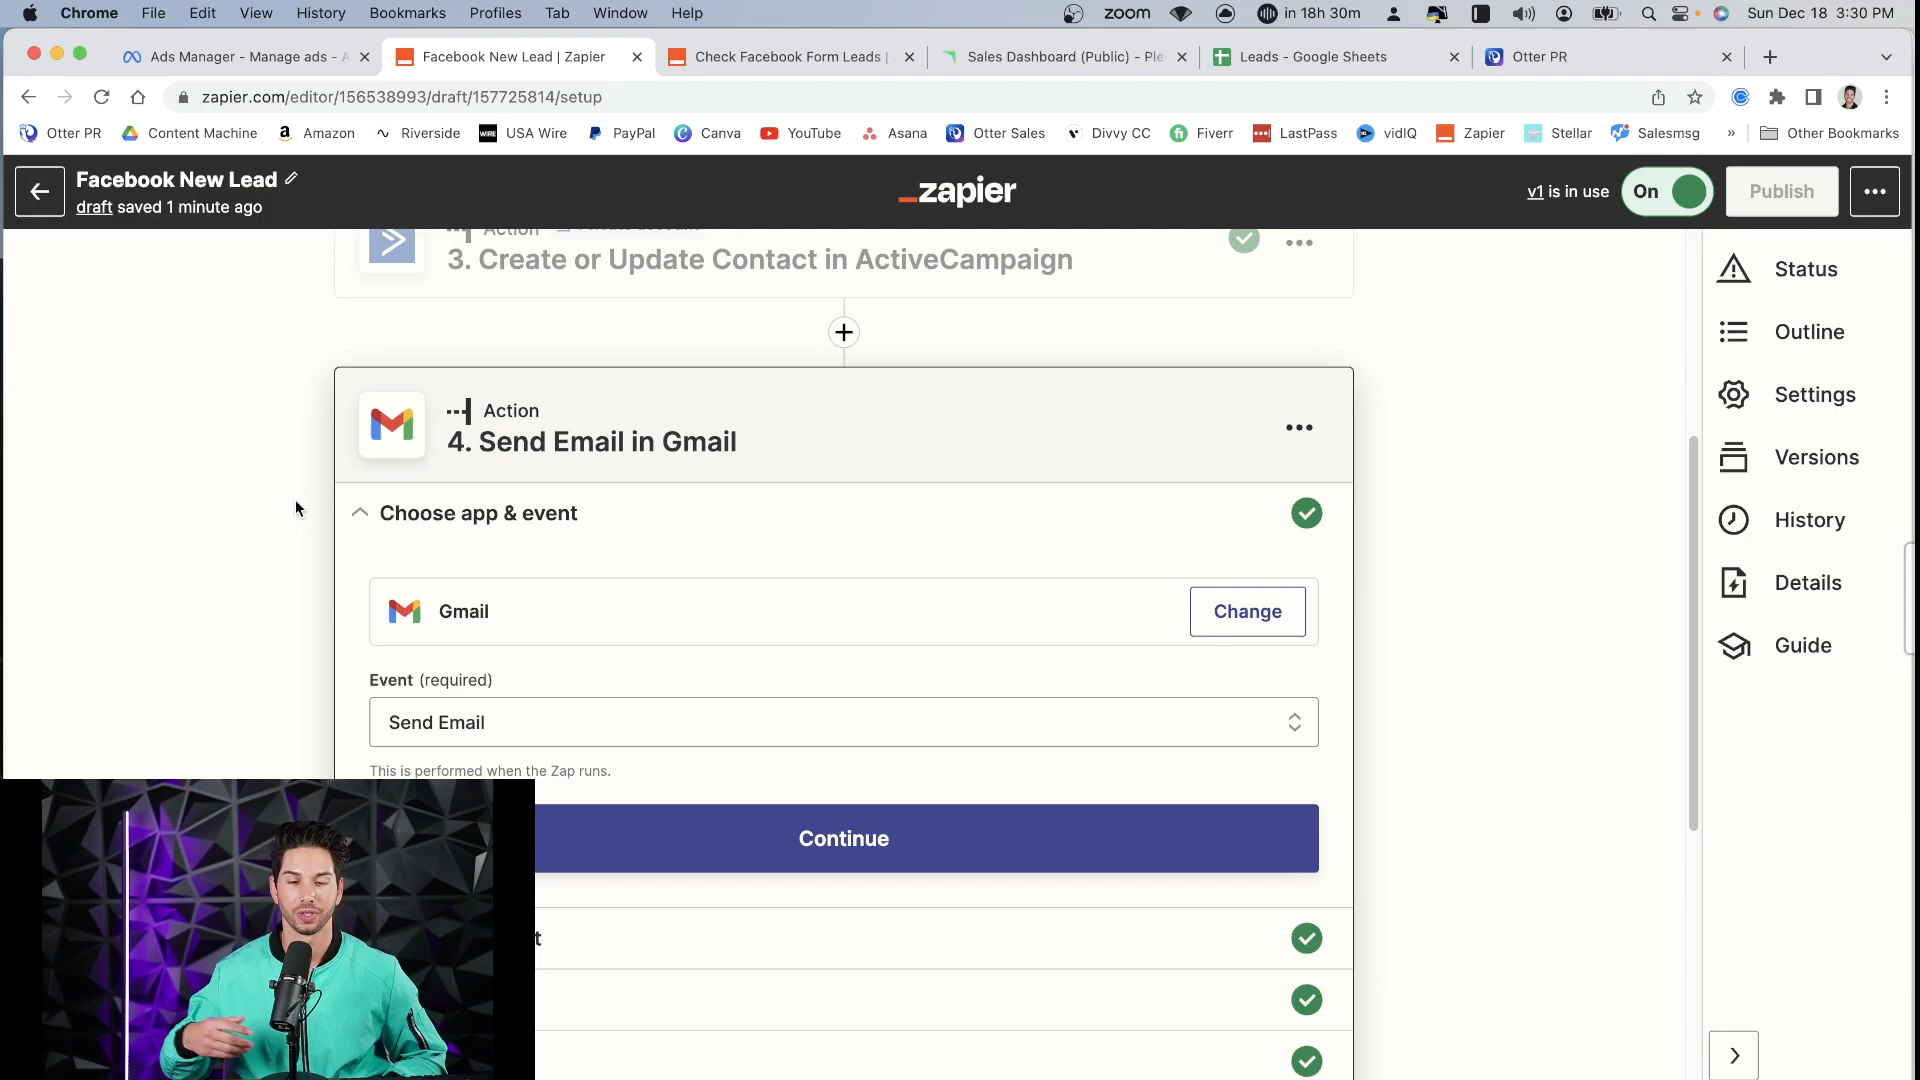 Chrome File Edit View History Bookmarks Profiles Tab Window Help zoom in 18h 30m Sun Dec 18 3:30 PM
Ads Manager - Manage ads - A Facebook New Lead | Zapier Check Facebook Form Leads | Sales Dashboard (Public) - Ple Leads - Google Sheets Otter PR
zapier.com/editor/156538993/draft/157725814/setup
Otter PR Content Machine Amazon Riverside WIRE USA Wire PayPal Canva YouTube Asana Otter Sales Divvy CC Fiverr LastPass vidIQ Zapier Stellar Salesmsg » Other Bookmarks
Facebook New Lead
draft saved 1 minute ago
_zapier
v1 is in use On Publish
Action
3. Create or Update Contact in ActiveCampaign
Action
4. Send Email in Gmail
Choose app & event
Gmail Change
Event (required)
Send Email
This is performed when the Zap runs.
Continue
t
Status
Outline
Settings
Versions
History
Details
Guide